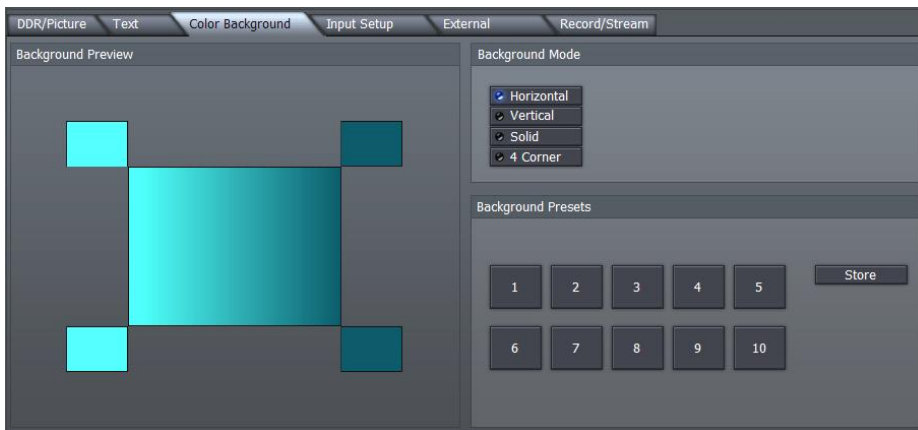 DDR/Picture Text Color Background Input Setup External Record/Stream
Background Preview
Background Mode
Horizontal
Vertical
Solid
4 Corner
Background Presets
1 2 3 4 5
Store
6 7 8 9 10